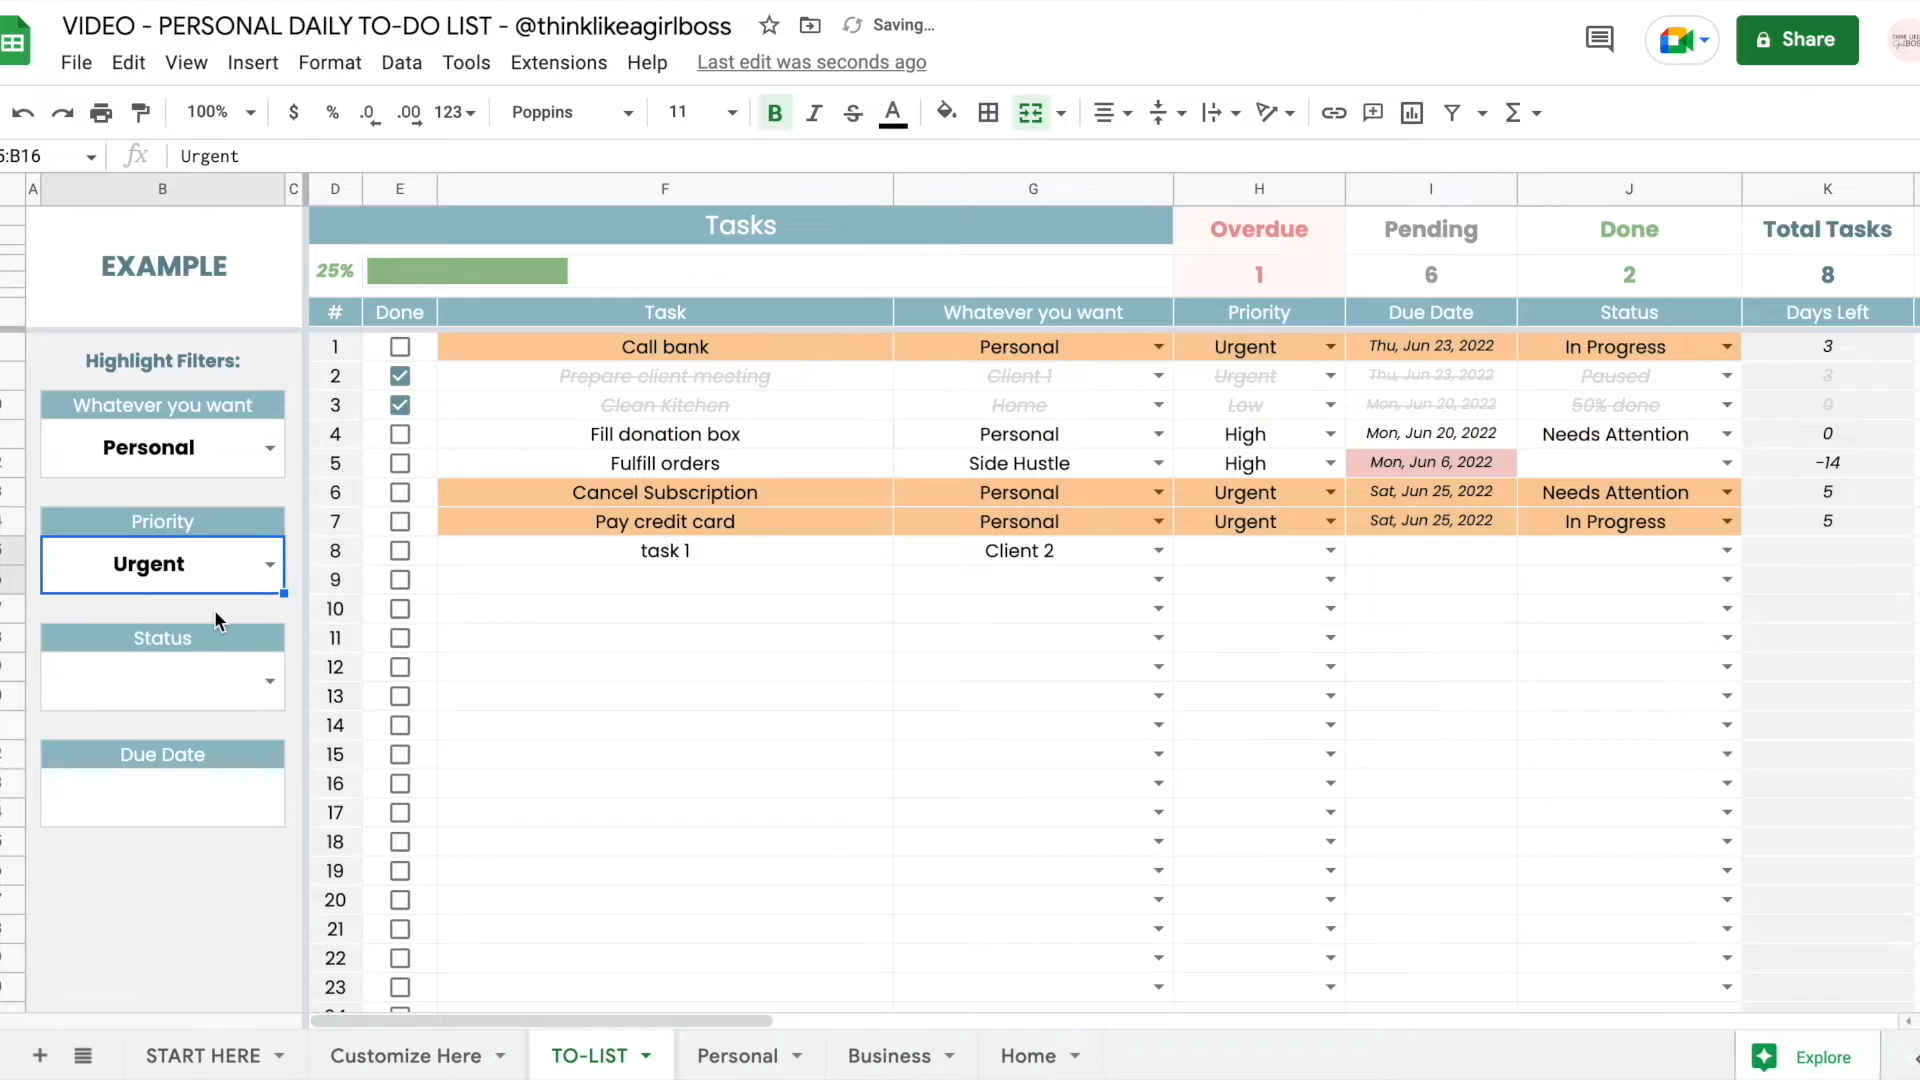 VIDEO - PERSONAL DAILY TO-DO LIST - @thinklikeagirlboss Saving...
File Edit View Insert Format Data Tools Extensions Help Last edit was seconds ago
Share
100% $ % .0 .00 123 Poppins 11 B I S A
:B16 fx Urgent
A B C D E F G H I J K
EXAMPLE
Tasks Overdue Pending Done Total Tasks
25% 1 6 2 8
# Done Task Whatever you want Priority Due Date Status Days Left
Highlight Filters:
Whatever you want
Personal
Priority
Urgent
Status
Due Date
1 Call bank Personal Urgent Thu, Jun 23, 2022 In Progress 3
2 Prepare client meeting Client 1 Urgent Thu, Jun 23, 2022 Paused 3
3 Clean Kitchen Home Low Mon, Jun 20, 2022 50% done 0
4 Fill donation box Personal High Mon, Jun 20, 2022 Needs Attention 0
5 Fulfill orders Side Hustle High Mon, Jun 6, 2022 -14
6 Cancel Subscription Personal Urgent Sat, Jun 25, 2022 Needs Attention 5
7 Pay credit card Personal Urgent Sat, Jun 25, 2022 In Progress 5
8 task 1 Client 2
9
10
11
12
13
14
15
16
17
18
19
20
21
22
23
START HERE Customize Here TO-LIST Personal Business Home Explore